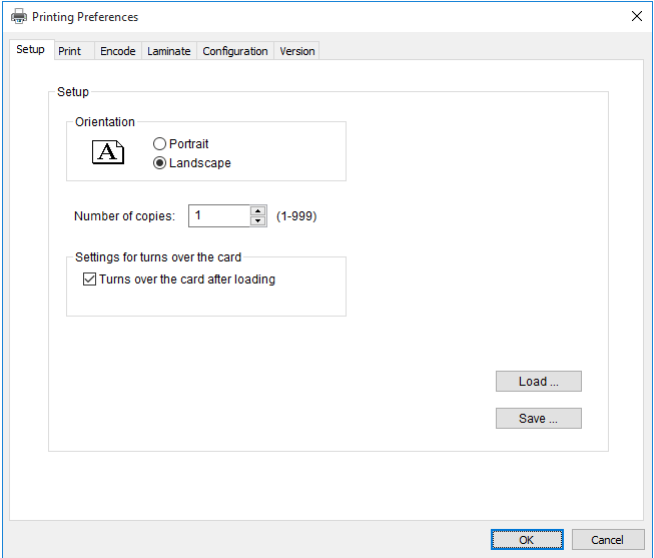 Printing Preferences
Setup Print Encode Laminate Configuration Version
Setup
Orientation
A
Portrait
Landscape
Number of copies: 1 (1-999)
Settings for turns over the card
Turns over the card after loading
Load ...
Save ...
OK Cancel